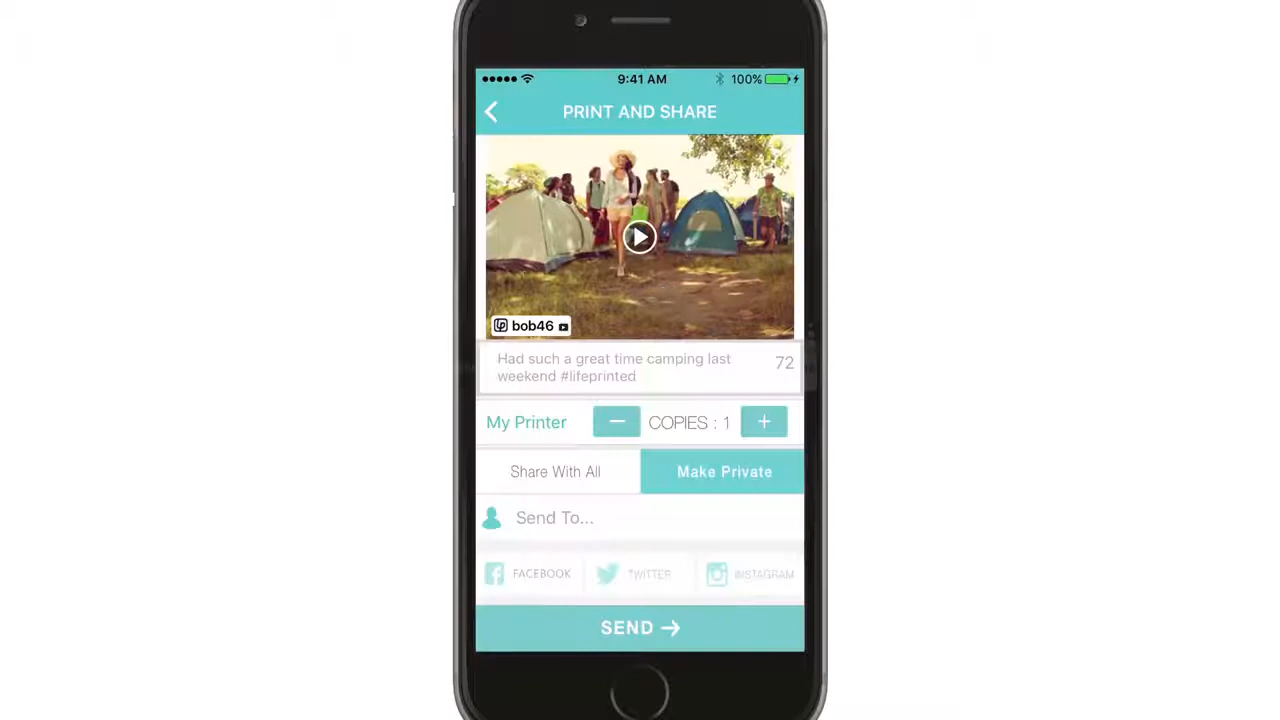 9:41 AM
100%
PRINT AND SHARE
bob46
Had such a great time camping last
weekend #lifeprinted
72
My Printer
COPIES : 1
Share With All
Make Private
Send To...
FACEBOOK
TWITTER
INSTAGRAM
SEND